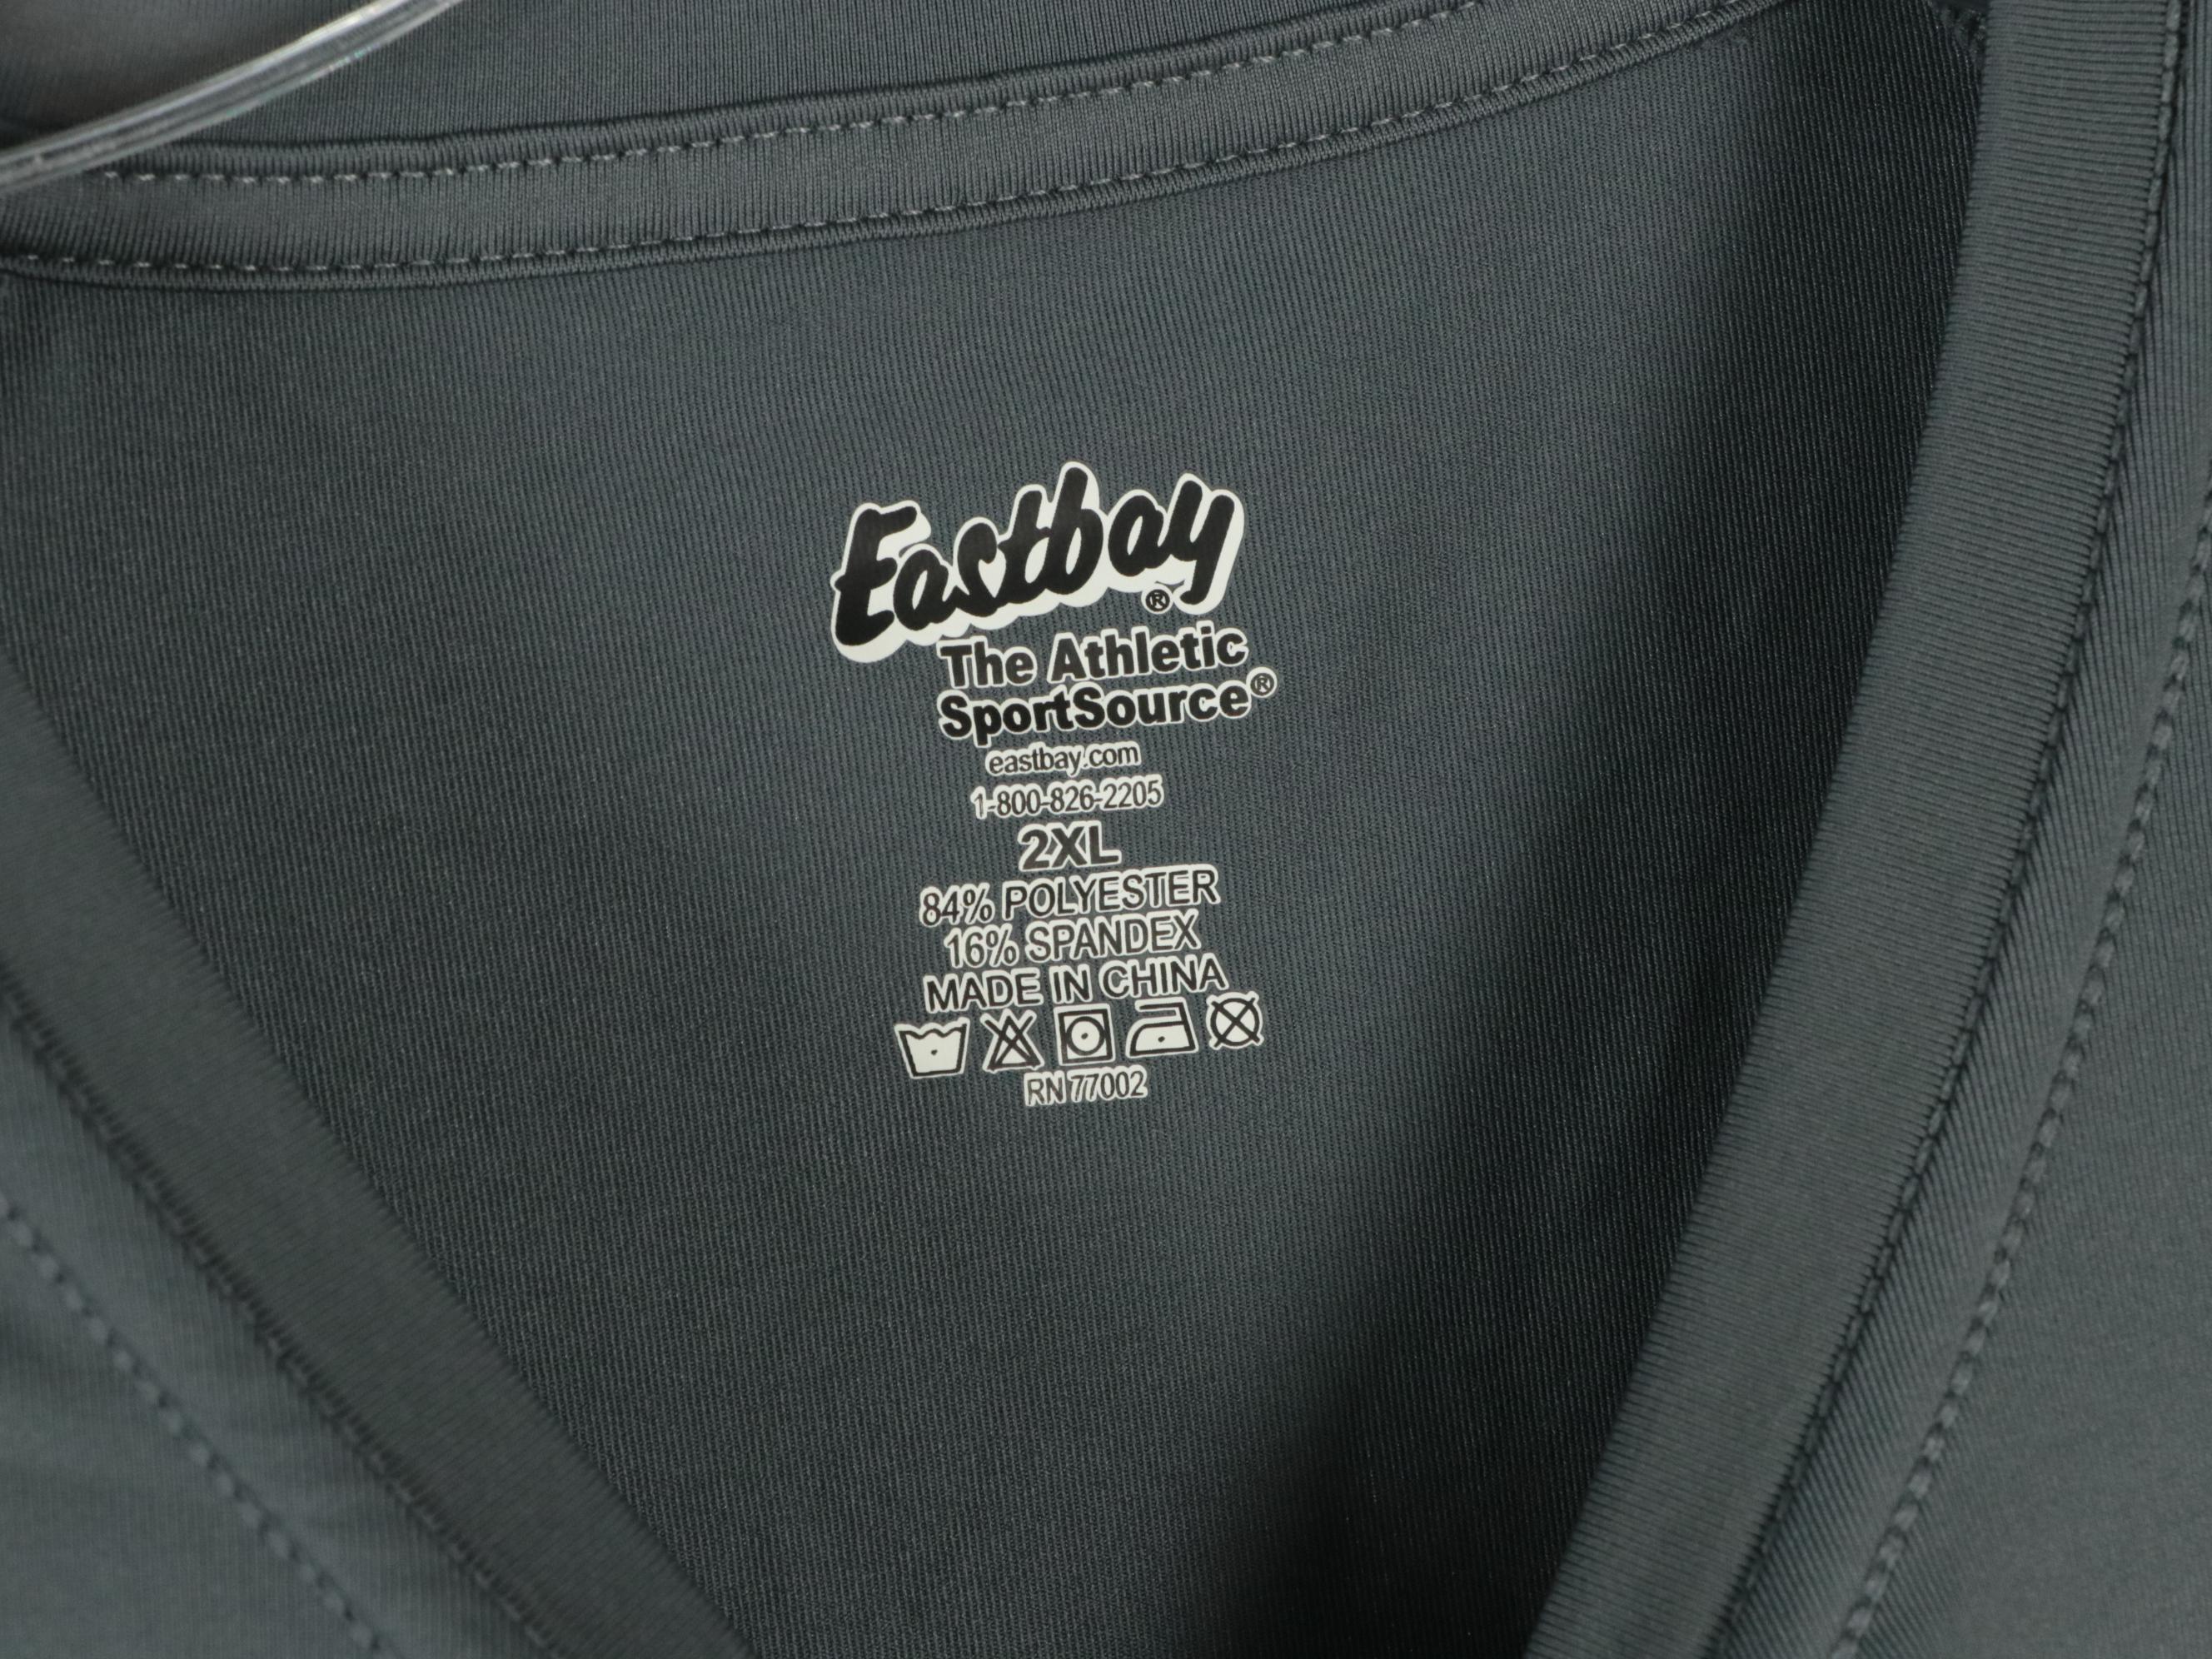 Eastbay®
The Athletic
SportSource®
eastbay.com
1-800-826-2205
2XL
84% POLYESTER
16% SPANDEX
MADE IN CHINA
RN 77002